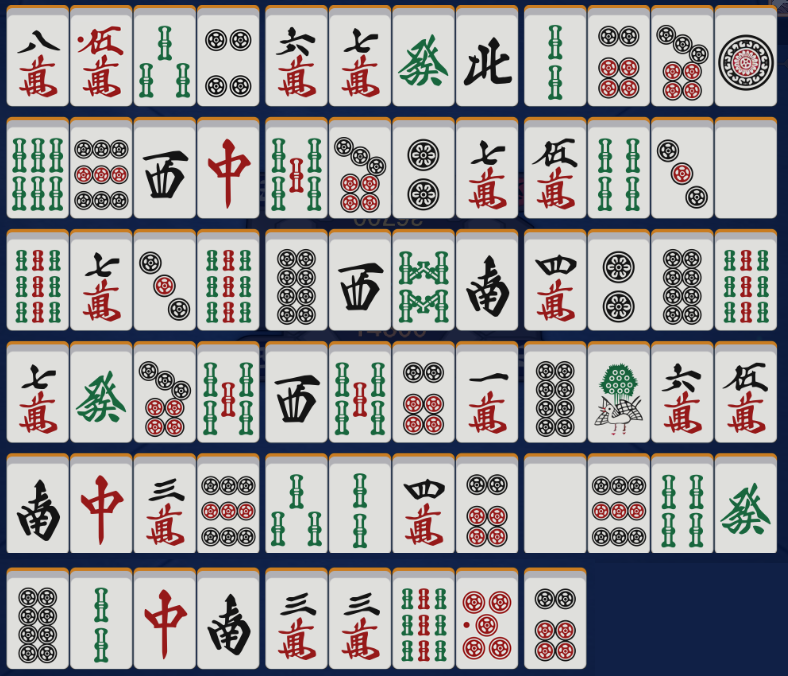 八萬 伍萬 六萬 七萬 發 北
西 中 七萬 伍萬
七萬 西 南 四萬
七萬 發 西 一萬 六萬 伍萬
南 中 三萬 四萬 發
中 南 三萬 三萬